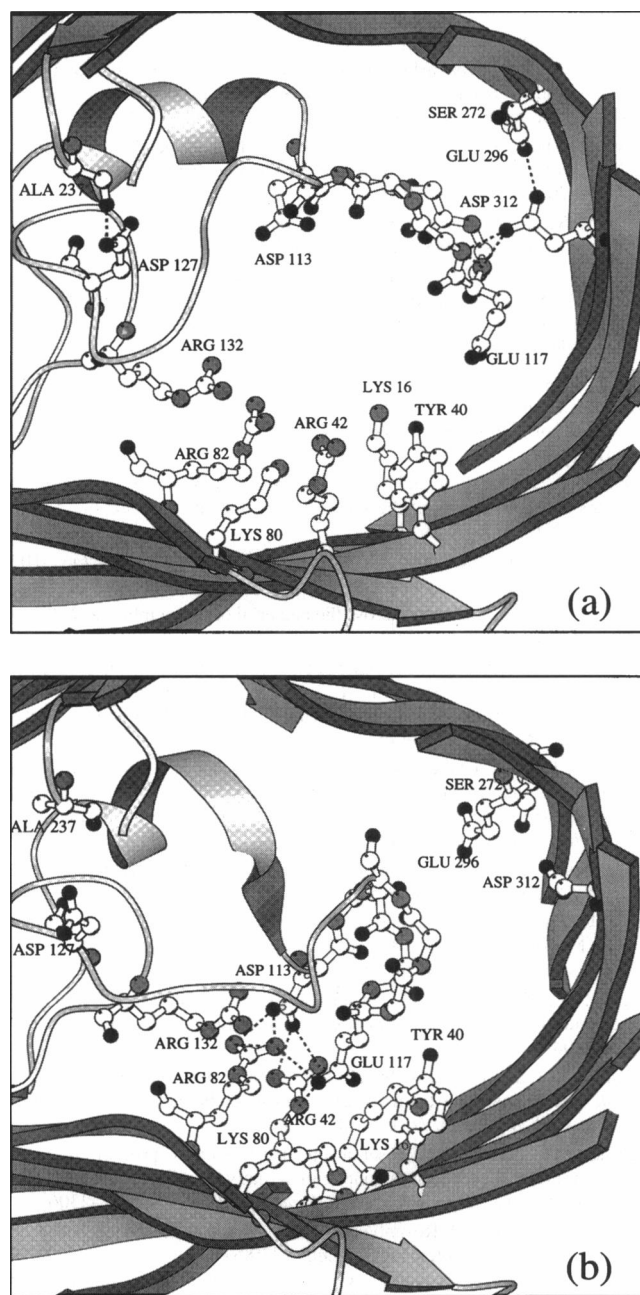 SER 272
GLU 296
ALA 237
ASP 312
ASP 127
ASP 113
GLU 117
ARG 132
LYS 16
ARG 42
TYR 40
ARG 82
LYS 80
(a)
SER 272
ALA 237
GLU 296
ASP 312
ASP 127
ASP 113
TYR 40
ARG 132
GLU 117
ARG 82
ARG 42
LYS 80
LYS
(b)